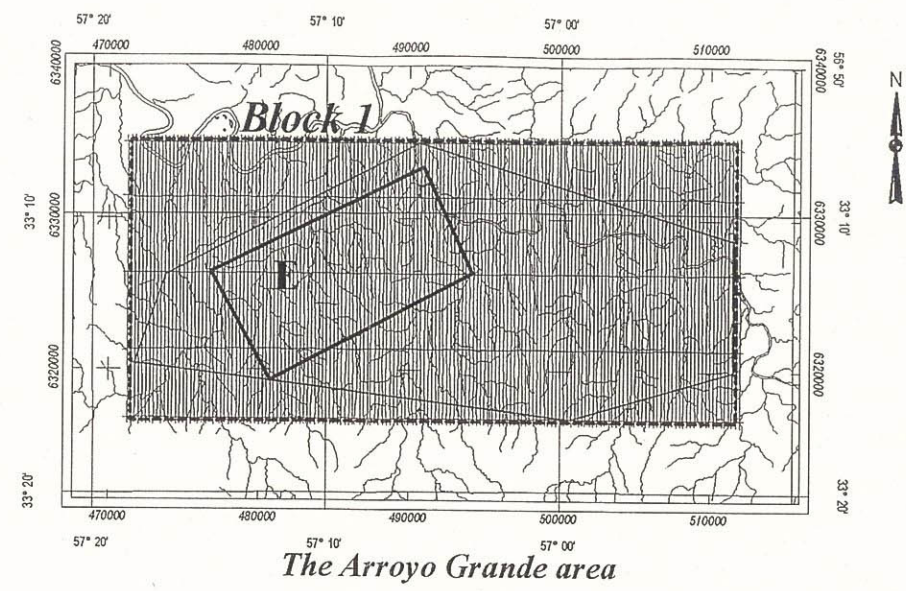 57° 20' 57° 10' 57° 00'
470000 480000 490000 500000 510000
6340000 6340000 56° 50'
N
Block 1
33° 10' 6330000 6330000 33° 10'
E
6320000 6320000
33° 20' 33° 20'
470000 480000 490000 500000 510000
57° 20' 57° 10' 57° 00'
The Arroyo Grande area